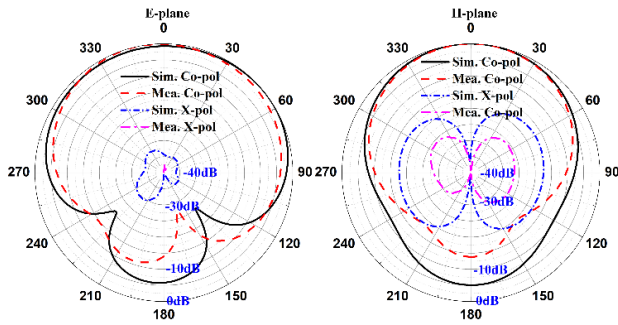 E-plane
0
330
30
300
60
270
90
240
120
210
150
180
Sim. Co-pol
Mea. Co-pol
Sim. X-pol
Mea. X-pol
-40dB
-30dB
-10dB
0dB
H-plane
0
330
30
300
60
270
90
240
120
210
150
180
Sim. Co-pol
Mea. Co-pol
Sim. X-pol
Mea. Co-pol
-40dB
-30dB
-10dB
0dB